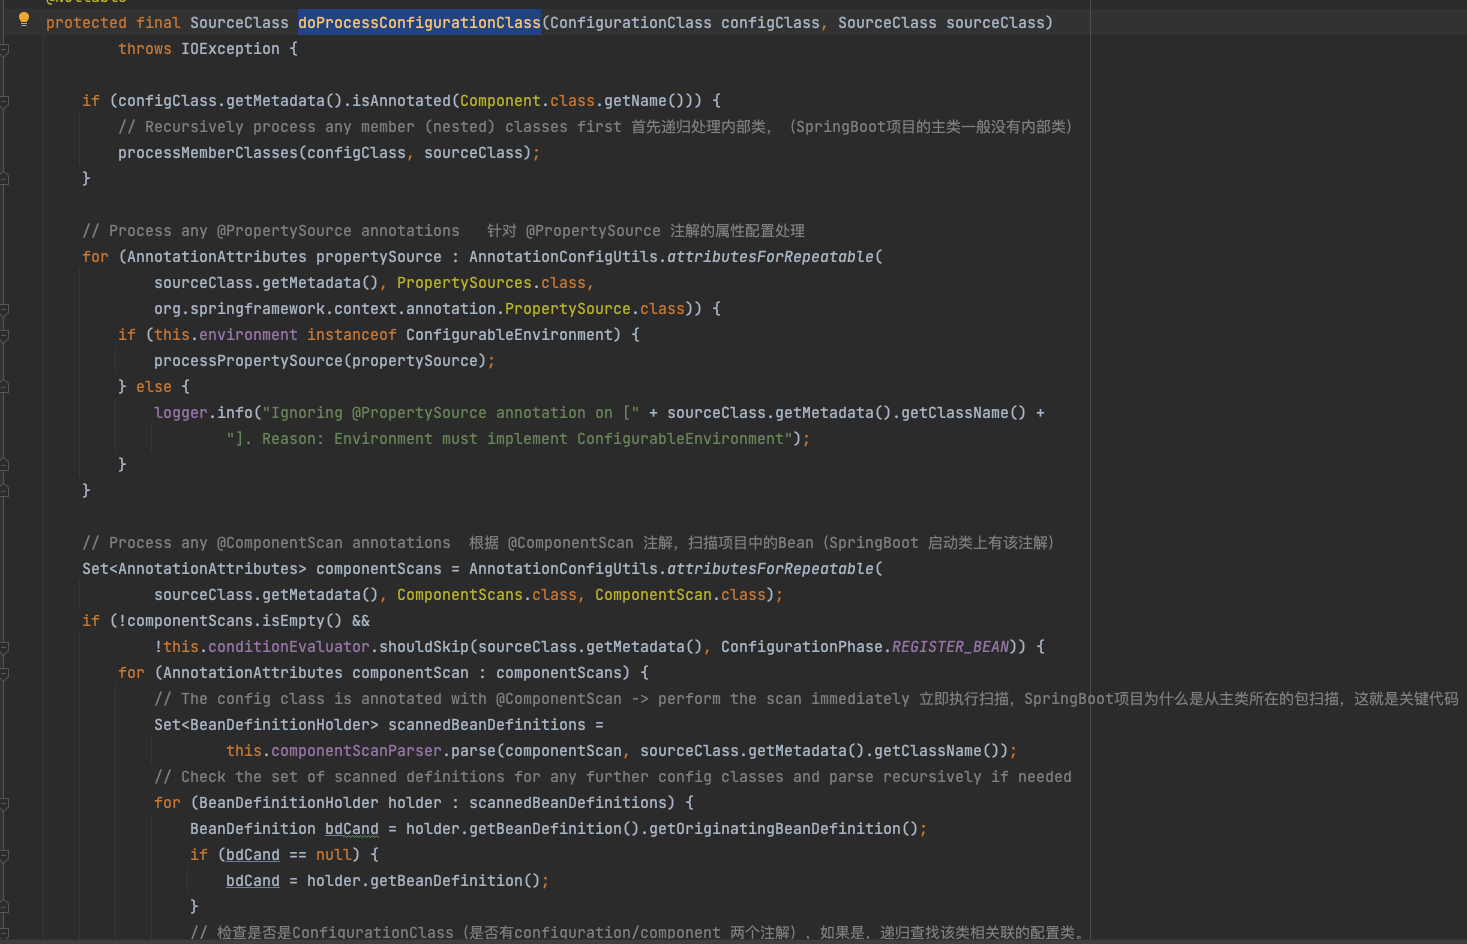 @Nullable
protected final SourceClass doProcessConfigurationClass(ConfigurationClass configClass, SourceClass sourceClass)
throws IOException {
if (configClass.getMetadata().isAnnotated(Component.class.getName())) {
// Recursively process any member (nested) classes first 首先递归处理内部类，（SpringBoot项目的主类一般没有内部类）
processMemberClasses(configClass, sourceClass);
}
// Process any @PropertySource annotations   针对 @PropertySource 注解的属性配置处理
for (AnnotationAttributes propertySource : AnnotationConfigUtils.attributesForRepeatable(
sourceClass.getMetadata(), PropertySources.class,
org.springframework.context.annotation.PropertySource.class)) {
if (this.environment instanceof ConfigurableEnvironment) {
processPropertySource(propertySource);
} else {
logger.info("Ignoring @PropertySource annotation on [" + sourceClass.getMetadata().getClassName() +
"]. Reason: Environment must implement ConfigurableEnvironment");
}
}
// Process any @ComponentScan annotations  根据 @ComponentScan 注解，扫描项目中的Bean（SpringBoot 启动类上有该注解）
Set<AnnotationAttributes> componentScans = AnnotationConfigUtils.attributesForRepeatable(
sourceClass.getMetadata(), ComponentScans.class, ComponentScan.class);
if (!componentScans.isEmpty() &&
!this.conditionEvaluator.shouldSkip(sourceClass.getMetadata(), ConfigurationPhase.REGISTER_BEAN)) {
for (AnnotationAttributes componentScan : componentScans) {
// The config class is annotated with @ComponentScan -> perform the scan immediately 立即执行扫描，SpringBoot项目为什么是从主类所在的包扫描，这就是关键代码
Set<BeanDefinitionHolder> scannedBeanDefinitions =
this.componentScanParser.parse(componentScan, sourceClass.getMetadata().getClassName());
// Check the set of scanned definitions for any further config classes and parse recursively if needed
for (BeanDefinitionHolder holder : scannedBeanDefinitions) {
BeanDefinition bdCand = holder.getBeanDefinition().getOriginatingBeanDefinition();
if (bdCand == null) {
bdCand = holder.getBeanDefinition();
}
// 检查是否是ConfigurationClass（是否有configuration/component 两个注解），如果是，递归查找该类相关联的配置类。